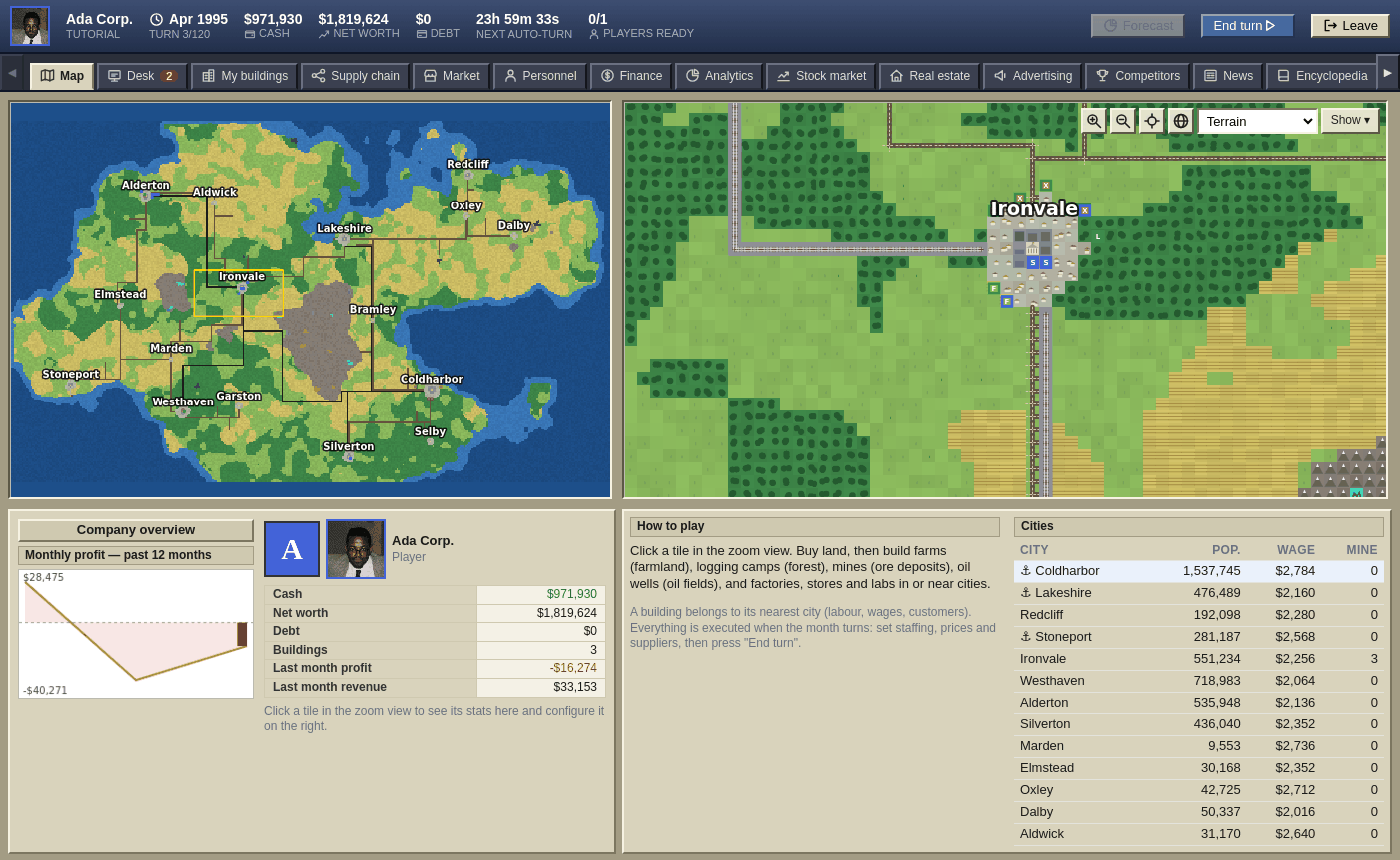 Ada Corp.
TUTORIAL
Apr 1995
TURN 3/120
$971,930
CASH
$1,819,624
NET WORTH
$0
DEBT
23h 59m 33s
NEXT AUTO-TURN
0/1
PLAYERS READY
Forecast
End turn
Leave
Map
Desk 2
My buildings
Supply chain
Market
Personnel
Finance
Analytics
Stock market
Real estate
Advertising
Competitors
News
Encyclopedia
Redcliff
Alderton
Aldwick
Oxley
Lakeshire
Dalby
Ironvale
Elmstead
Bramley
Marden
Stoneport
Coldharbor
Westhaven
Garston
Selby
Silverton
Terrain
Show ▾
X
X
Ironvale
X
L
S S
F
F
Company overview
Monthly profit — past 12 months
$28,475
-$40,271
A
Ada Corp.
Player
Cash $971,930
Net worth $1,819,624
Debt $0
Buildings 3
Last month profit -$16,274
Last month revenue $33,153
Click a tile in the zoom view to see its stats here and configure it
on the right.
How to play
Click a tile in the zoom view. Buy land, then build farms
(farmland), logging camps (forest), mines (ore deposits), oil
wells (oil fields), and factories, stores and labs in or near cities.
A building belongs to its nearest city (labour, wages, customers).
Everything is executed when the month turns: set staffing, prices and
suppliers, then press "End turn".
Cities
CITY POP. WAGE MINE
Coldharbor 1,537,745 $2,784 0
Lakeshire 476,489 $2,160 0
Redcliff 192,098 $2,280 0
Stoneport 281,187 $2,568 0
Ironvale 551,234 $2,256 3
Westhaven 718,983 $2,064 0
Alderton 535,948 $2,136 0
Silverton 436,040 $2,352 0
Marden 9,553 $2,736 0
Elmstead 30,168 $2,352 0
Oxley 42,725 $2,712 0
Dalby 50,337 $2,016 0
Aldwick 31,170 $2,640 0